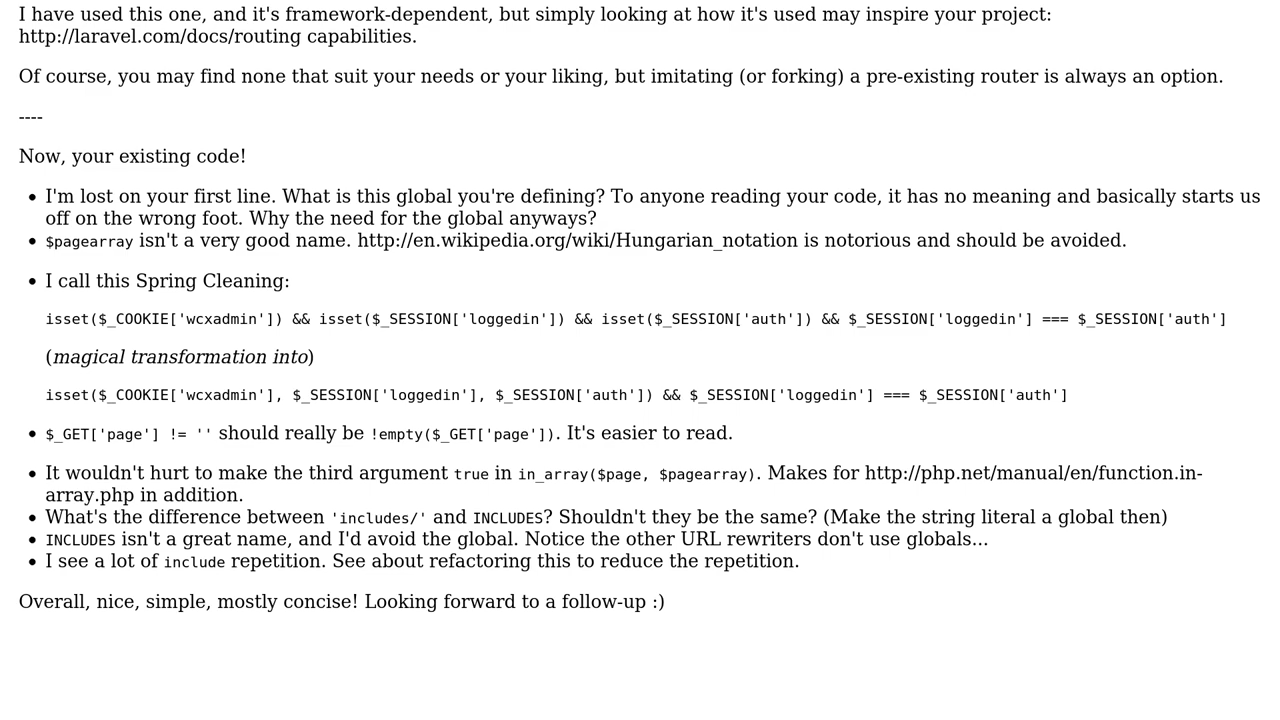 I have used this one, and it's framework-dependent, but simply looking at how it's used may inspire your project:
http://laravel.com/docs/routing capabilities.
Of course, you may find none that suit your needs or your liking, but imitating (or forking) a pre-existing router is always an option.
----
Now, your existing code!
• I'm lost on your first line. What is this global you're defining? To anyone reading your code, it has no meaning and basically starts us
off on the wrong foot. Why the need for the global anyways?
• $pagearray isn't a very good name. http://en.wikipedia.org/wiki/Hungarian_notation is notorious and should be avoided.
• I call this Spring Cleaning:
isset($_COOKIE['wcxadmin']) && isset($_SESSION['loggedin']) && isset($_SESSION['auth']) && $_SESSION['loggedin'] === $_SESSION['auth']
(magical transformation into)
isset($_COOKIE['wcxadmin'], $_SESSION['loggedin'], $_SESSION['auth']) && $_SESSION['loggedin'] === $_SESSION['auth']
• $_GET['page'] != '' should really be !empty($_GET['page']). It's easier to read.
• It wouldn't hurt to make the third argument true in in_array($page, $pagearray). Makes for http://php.net/manual/en/function.in-
array.php in addition.
• What's the difference between 'includes/' and INCLUDES? Shouldn't they be the same? (Make the string literal a global then)
• INCLUDES isn't a great name, and I'd avoid the global. Notice the other URL rewriters don't use globals...
• I see a lot of include repetition. See about refactoring this to reduce the repetition.
Overall, nice, simple, mostly concise! Looking forward to a follow-up :)